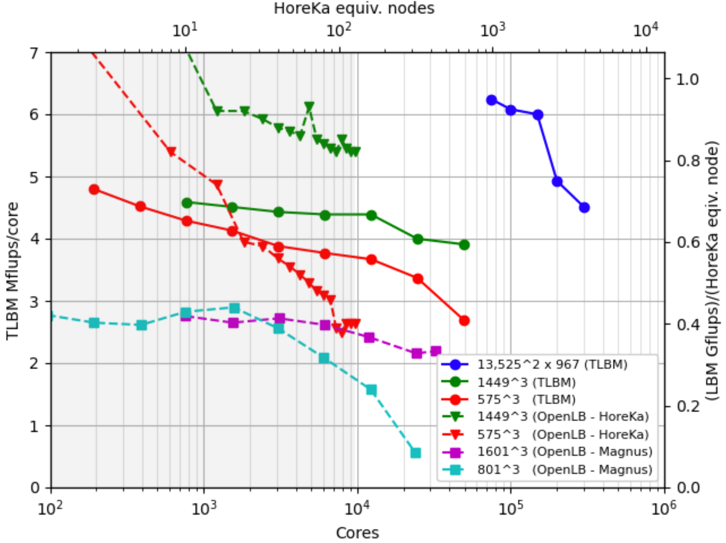 HoreKa equiv. nodes
10^1 10^2 10^3 10^4
7
6
5
4
3
2
1
0
TLBM Mflups/core
1.0
0.8
0.6
0.4
0.2
0.0
(LBM Gflups)/(HoreKa equiv. node)
13,525^2 x 967 (TLBM)
1449^3 (TLBM)
575^3 (TLBM)
1449^3 (OpenLB - HoreKa)
575^3 (OpenLB - HoreKa)
1601^3 (OpenLB - Magnus)
801^3 (OpenLB - Magnus)
10^2 10^3 10^4 10^5 10^6
Cores